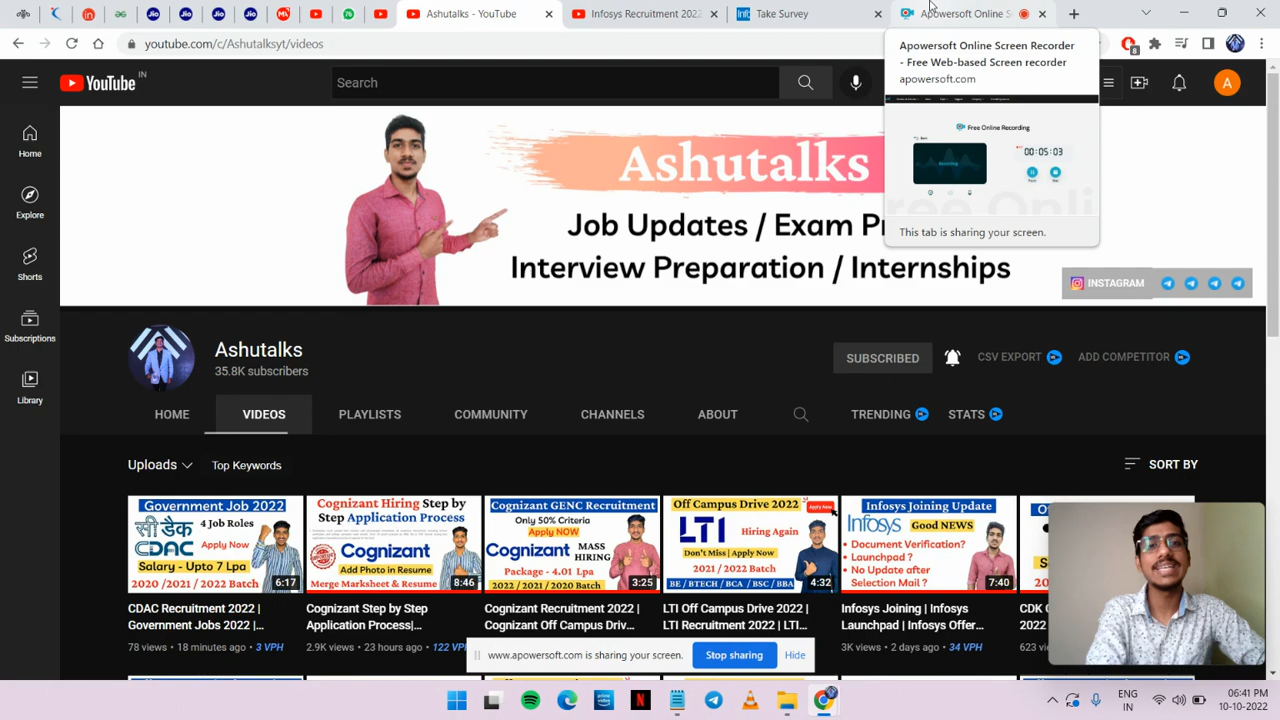 Ashutalks - YouTube
Infosys Recruitment 202
Take Survey
Apowersoft Online S
youtube.com/c/Ashutalksyt/videos
8
Apowersoft Online Screen Recorder
- Free Web-based Screen recorder
apowersoft.com
Free Online Recording
00:05:03
This tab is sharing your screen.
YouTube IN
Search
A
Home
Explore
Shorts
Subscriptions
Library
Ashutalks
Job Updates / Exam Pr
Interview Preparation / Internships
INSTAGRAM
Ashutalks
35.8K subscribers
SUBSCRIBED
CSV EXPORT
ADD COMPETITOR
HOME
VIDEOS
PLAYLISTS
COMMUNITY
CHANNELS
ABOUT
TRENDING
STATS
Uploads
Top Keywords
SORT BY
Government Job 2022
सी डैक
CDAC
4 Job Roles
Apply Now
Salary - Upto 7 Lpa
2020 /2021 /2022 Batch
6:17
CDAC Recruitment 2022 |
Government Jobs 2022 |...
78 views • 18 minutes ago • 3 VPH
Cognizant Hiring Step by
Step Application Process
Cognizant
Add Photo in Resume
Merge Marksheet & Resume
8:46
Cognizant Step by Step
Application Process|...
2.9K views • 23 hours ago • 122 VPH
Cognizant GENC Recruitment
Only 50% Criteria
Apply NOW
Cognizant
MASS
HIRING
Package - 4.01 Lpa
2022 / 2021 / 2020 Batch
3:25
Cognizant Recruitment 2022 |
Cognizant Off Campus Driv...
Off Campus Drive 2022
Apply Now
LTI
Hiring Again
Don't Miss | Apply Now
2021 / 2022 Batch
BE / BTECH / BCA / BSC / BBA
4:32
LTI Off Campus Drive 2022 |
LTI Recruitment 2022 | LTI...
Infosys Joining Update
Infosys
Good NEWS
• Document Verification?
• Launchpad ?
• No Update after
Selection Mail ?
7:40
Infosys Joining | Infosys
Launchpad | Infosys Offer...
3K views • 2 days ago • 34 VPH
CDK
2022
623 vi
www.apowersoft.com is sharing your screen.
Stop sharing
Hide
ENG
IN
06:41 PM
10-10-2022